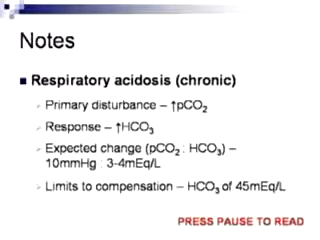 Notes
Respiratory acidosis (chronic)
Primary disturbance – ↑pCO₂
Response – ↑HCO₃
Expected change (pCO₂ : HCO₃) –
10mmHg : 3-4mEq/L
Limits to compensation – HCO₃ of 45mEq/L
PRESS PAUSE TO READ